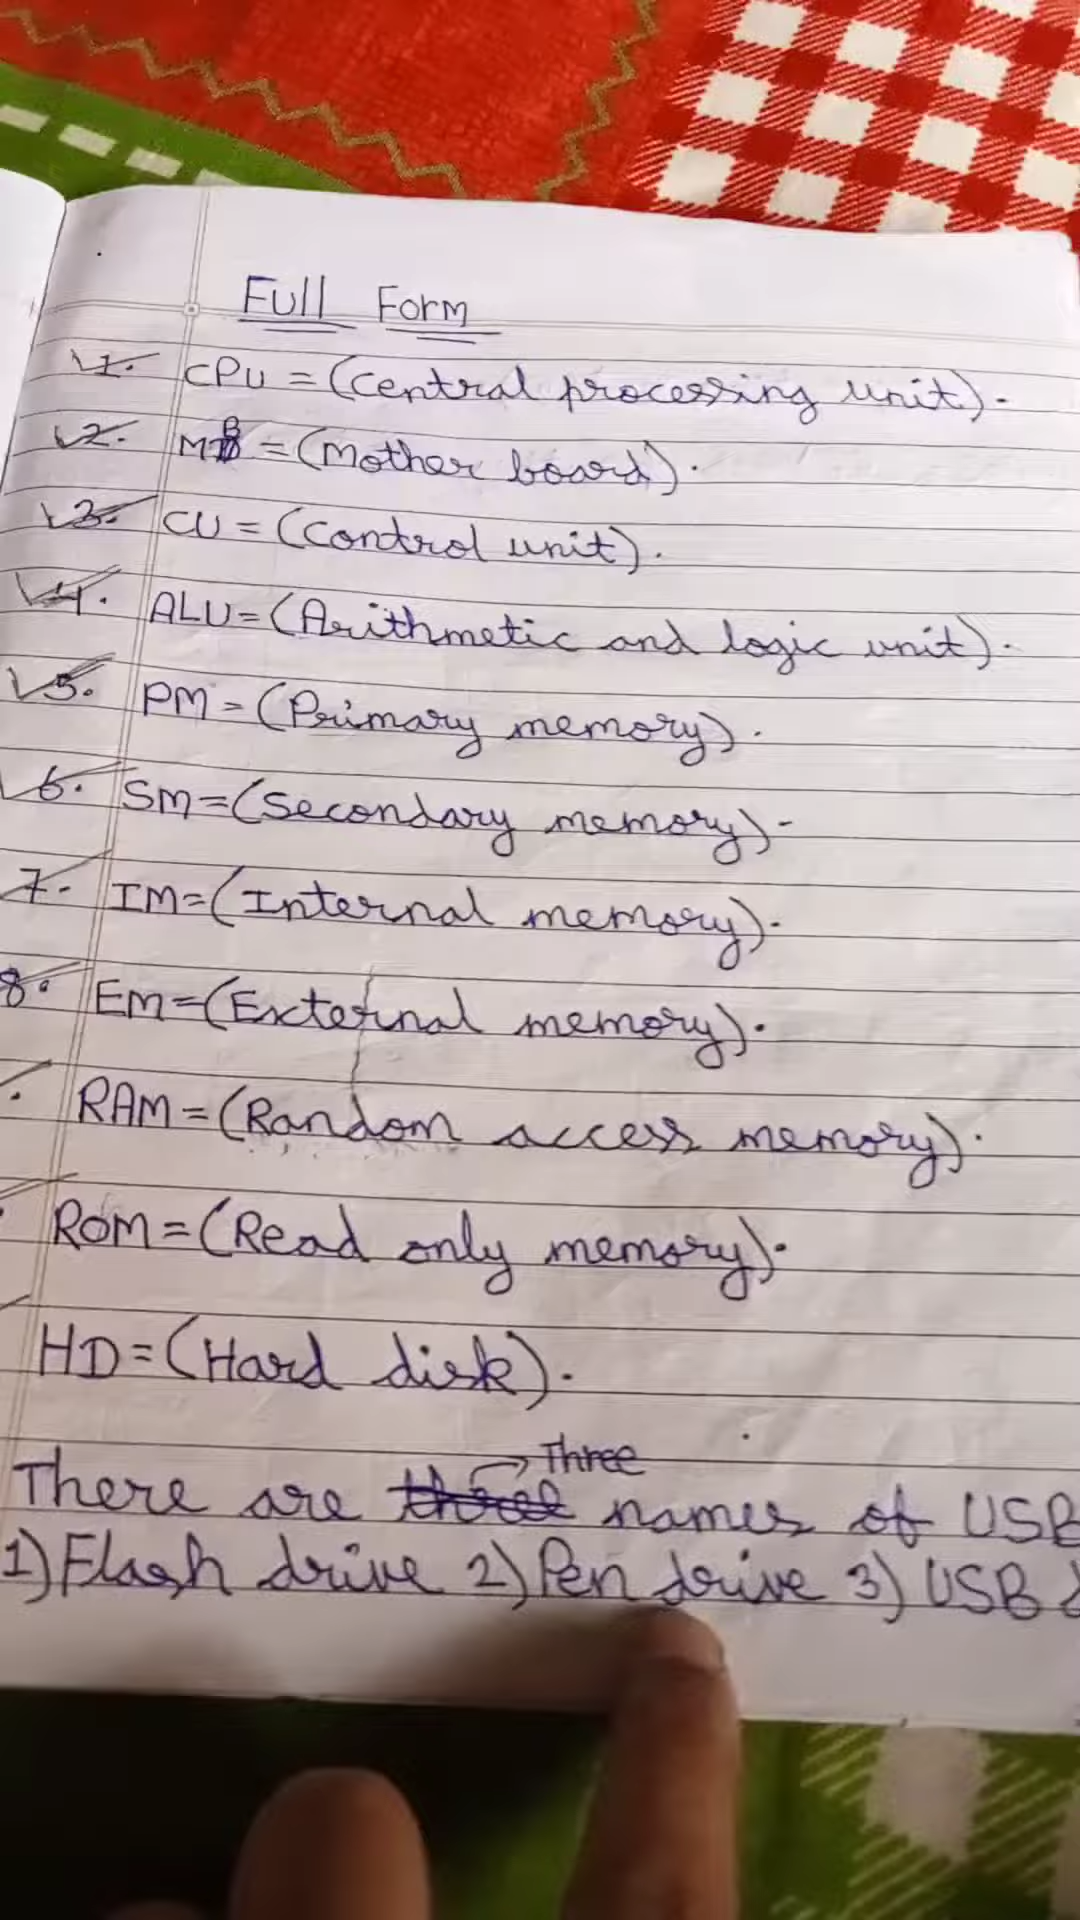 Full Form
1. CPU = (Central processing unit).
2. MB = (Mother board).
3. CU = (Control unit).
4. ALU = (Arithmetic and logic unit).
5. PM = (Primary memory).
6. SM = (Secondary memory).
7. IM = (Internal memory).
8. EM = (External memory).
. RAM = (Random access memory).
. ROM = (Read only memory).
HD = (Hard disk).
Three
There are names of USB
1) Flash drive 2) Pen drive 3) USB d